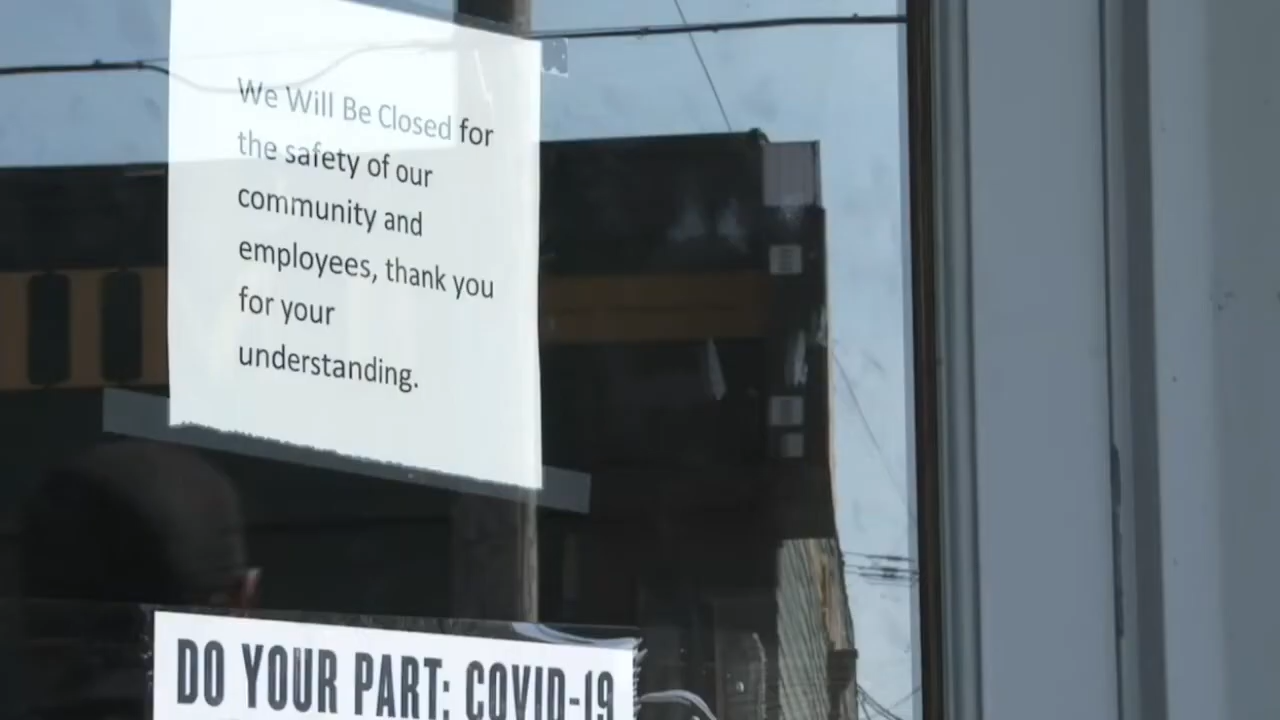 We Will Be Closed for
the safety of our
community and
employees, thank you
for your
understanding.
DO YOUR PART: COVID-19